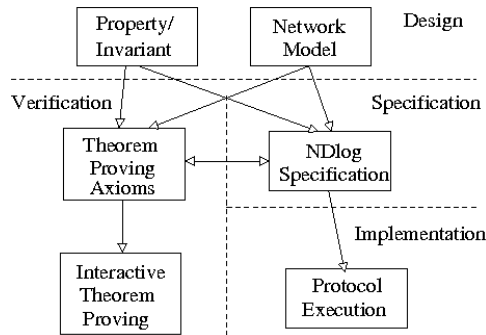 Property/
Invariant
Network
Model
Design
Verification
Specification
Theorem
Proving
Axioms
NDlog
Specification
Implementation
Interactive
Theorem
Proving
Protocol
Execution